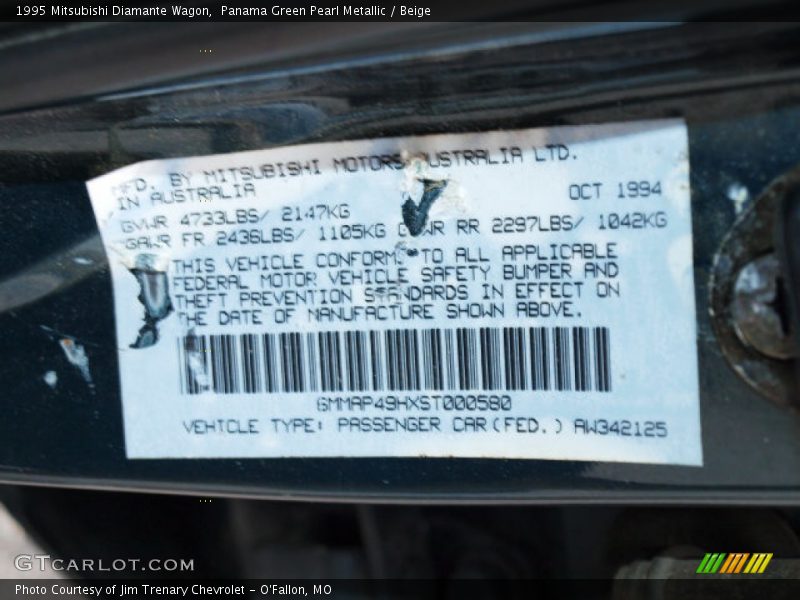 1995 Mitsubishi Diamante Wagon,  Panama Green Pearl Metallic / Beige
MFD. BY MITSUBISHI MOTORS AUSTRALIA LTD.
IN AUSTRALIA OCT 1994
GVWR 4733LBS/ 2147KG
GAWR FR 2436LBS/ 1105KG GAWR RR 2297LBS/ 1042KG
THIS VEHICLE CONFORMS TO ALL APPLICABLE
FEDERAL MOTOR VEHICLE SAFETY BUMPER AND
THEFT PREVENTION STANDARDS IN EFFECT ON
THE DATE OF MANUFACTURE SHOWN ABOVE.
6MMAP49HXST000580
VEHICLE TYPE: PASSENGER CAR(FED.) AW342125
GTCARLOT.COM
Photo Courtesy of Jim Trenary Chevrolet - O'Fallon, MO